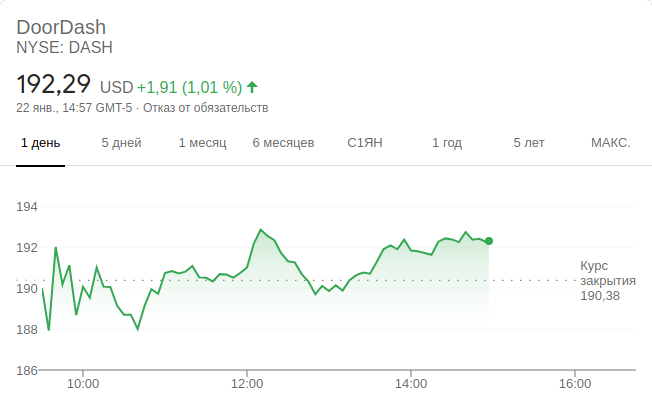 DoorDash
NYSE: DASH
192,29 USD +1,91 (1,01 %)
22 янв., 14:57 GMT-5 · Отказ от обязательств
1 день 5 дней 1 месяц 6 месяцев С1ЯН 1 год 5 лет МАКС.
194
192
190
188
186
Курс
закрытия
190,38
10:00 12:00 14:00 16:00